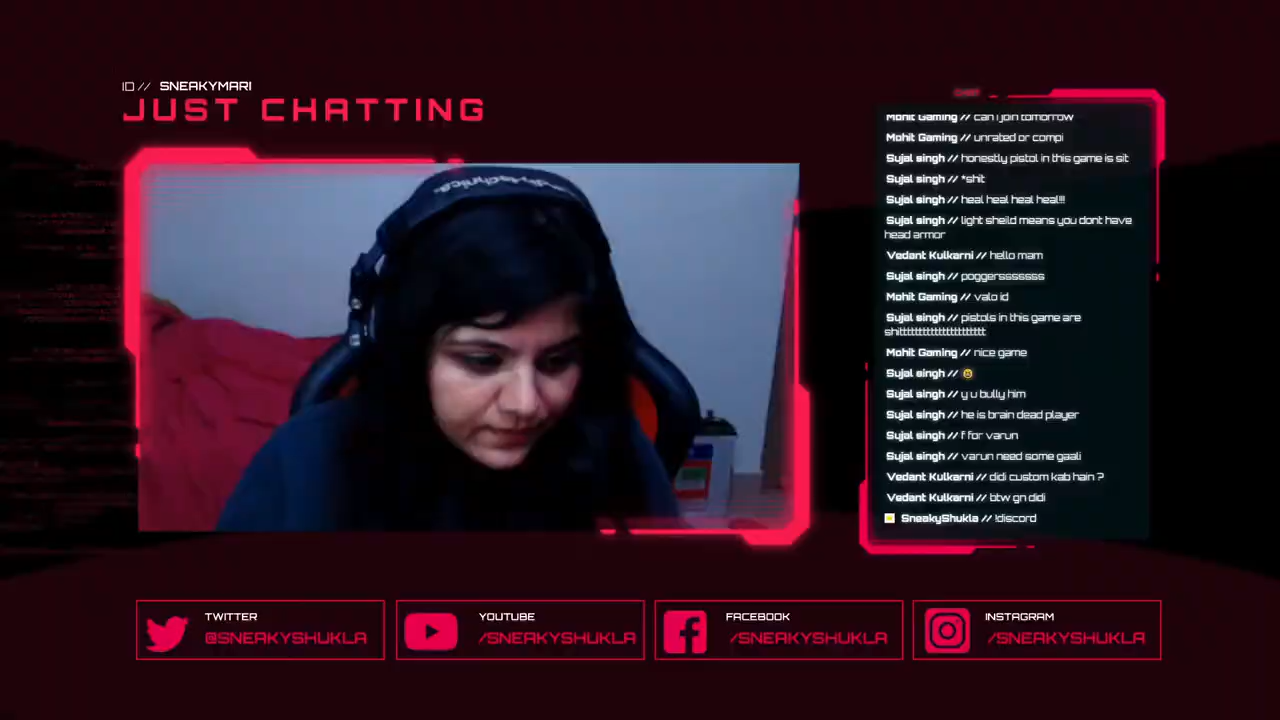 ID // SNEAKYMARI
JUST CHATTING
Mohit Gaming // can i join tomorrow
Mohit Gaming // unrated or compi
Sujal singh // honestly pistol in this game is sit
Sujal singh // *shit
Sujal singh // heal heal heal heal!!!
Sujal singh // light sheild means you dont have
head armor
Vedant Kulkarni // hello mam
Sujal singh // poggersssssss
Mohit Gaming // valo id
Sujal singh // pistols in this game are
Mohit Gaming // nice game
Sujal singh //
Sujal singh // y u bully him
Sujal singh // he is brain dead player
Sujal singh // f for varun
Sujal singh // varun need some gaali
Vedant Kulkarni // didi custom kab hain ?
Vedant Kulkarni // btw gn didi
SneakyShukla // !discord
TWITTER
@SNEAKYSHUKLA
YOUTUBE
/SNEAKYSHUKLA
FACEBOOK
/SNEAKYSHUKLA
INSTAGRAM
/SNEAKYSHUKLA